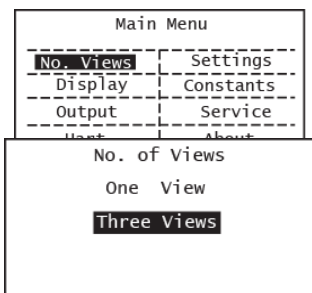 Main Menu
No. Views Settings
Display Constants
Output Service
No. of Views
One View
Three Views